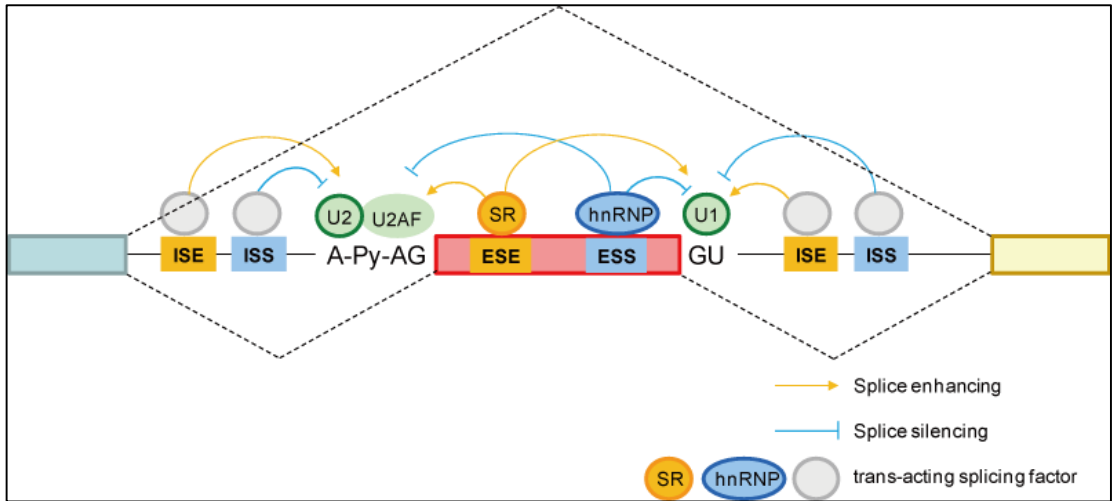 U2 U2AF SR hnRNP U1
ISE ISS A-Py-AG ESE ESS GU ISE ISS
Splice enhancing
Splice silencing
SR hnRNP trans-acting splicing factor